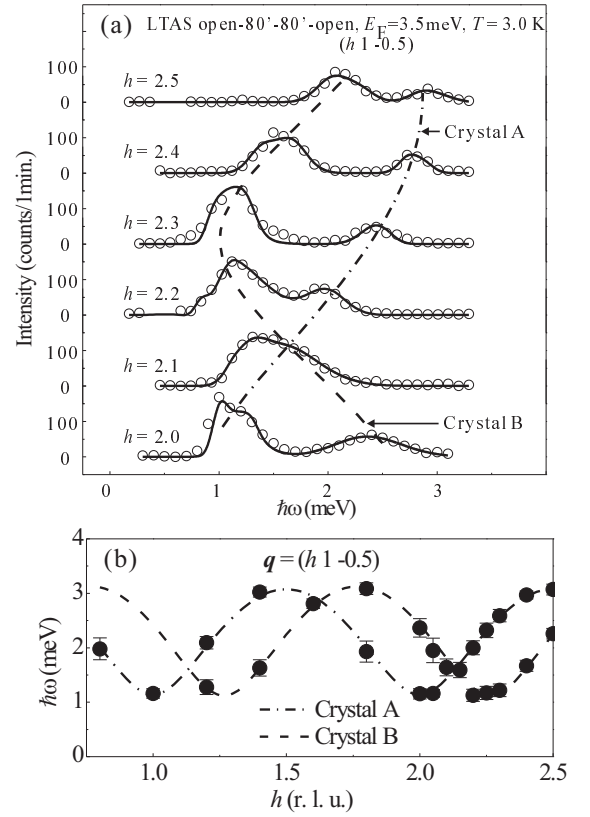 (a) LTAS open-80'-80'-open, E_F=3.5meV, T = 3.0 K
(h 1 -0.5)
100
h = 2.5
0
100
Crystal A
h = 2.4
0
100
h = 2.3
0
Intensity (counts/1min.)
100
h = 2.2
0
100
h = 2.1
0
100
Crystal B
h = 2.0
0
0 1 2 3
ħω (meV)
(b) q = (h 1 -0.5)
4
3
2
1
0
ħω (meV)
Crystal A
Crystal B
1.0 1.5 2.0 2.5
h (r. l. u.)